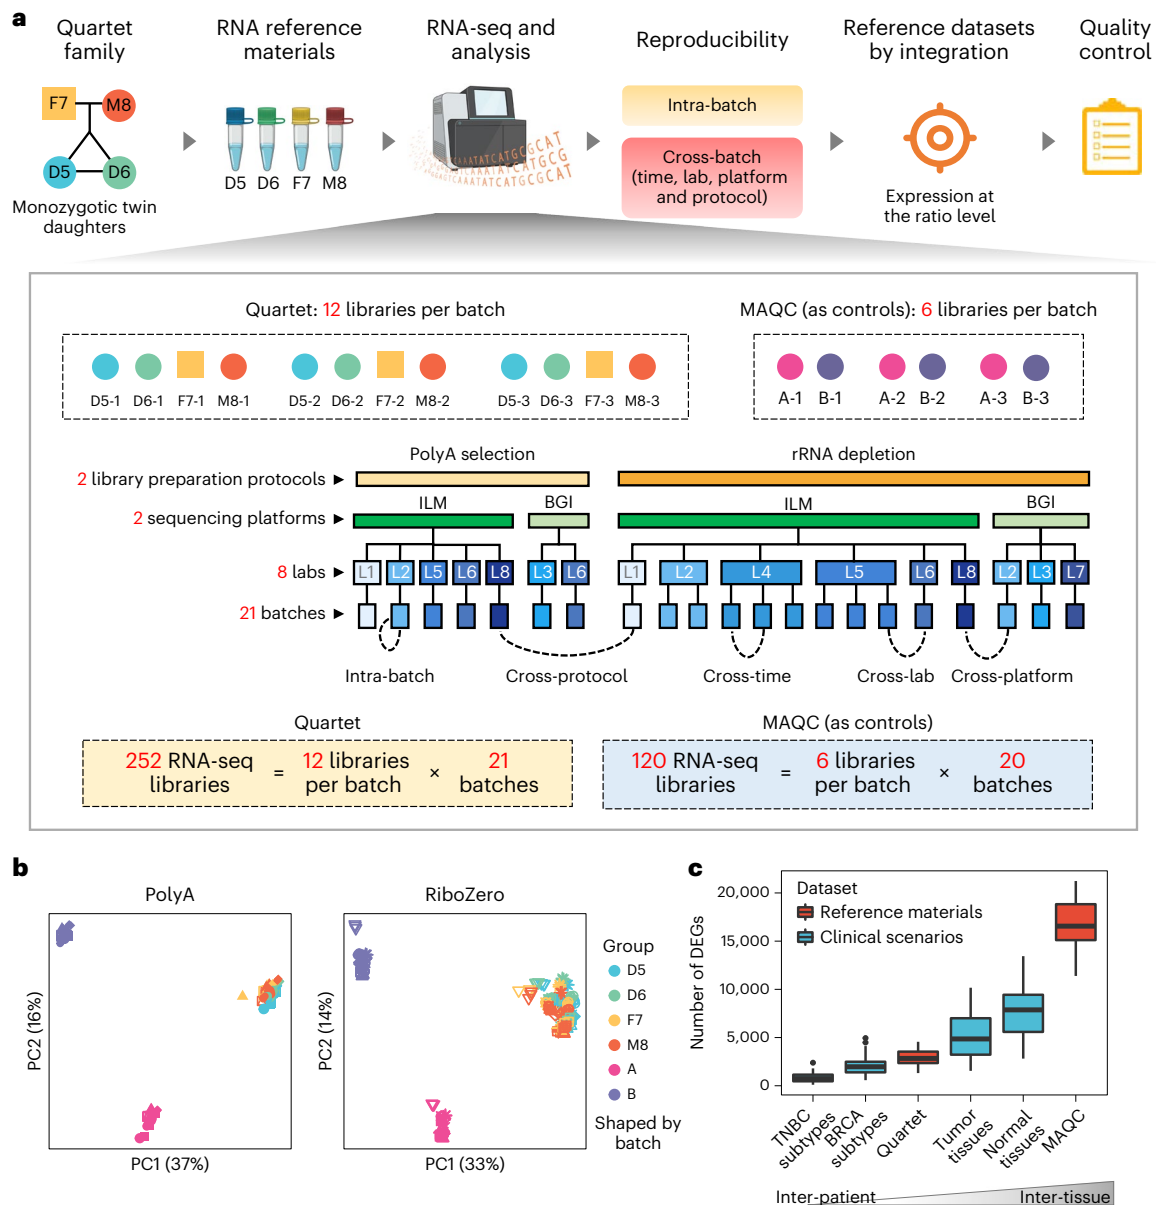 a
Quartet
family
RNA reference
materials
RNA-seq and
analysis
Reproducibility
Reference datasets
by integration
Quality
control
F7
M8
D5
D6
Monozygotic twin
daughters
D5 D6 F7 M8
Intra-batch
Cross-batch
(time, lab, platform
and protocol)
Expression at
the ratio level
Quartet: 12 libraries per batch
MAQC (as controls): 6 libraries per batch
D5-1 D6-1 F7-1 M8-1 D5-2 D6-2 F7-2 M8-2 D5-3 D6-3 F7-3 M8-3
A-1 B-1 A-2 B-2 A-3 B-3
PolyA selection
rRNA depletion
2 library preparation protocols
ILM BGI ILM BGI
2 sequencing platforms
8 labs
L1 L2 L5 L6 L8 L3 L6 L1 L2 L4 L5 L6 L8 L2 L3 L7
21 batches
Intra-batch Cross-protocol Cross-time Cross-lab Cross-platform
Quartet
252 RNA-seq
libraries
=
12 libraries
per batch
×
21
batches
MAQC (as controls)
120 RNA-seq
libraries
=
6 libraries
per batch
×
20
batches
b
PolyA
PC2 (16%)
PC1 (37%)
RiboZero
PC2 (14%)
PC1 (33%)
Group
D5
D6
F7
M8
A
B
Shaped by
batch
c
Number of DEGs
20,000
15,000
10,000
5,000
0
Dataset
Reference materials
Clinical scenarios
TNBC
subtypes
BRCA
subtypes
Quartet
Tumor
tissues
Normal
tissues
MAQC
Inter-patient
Inter-tissue